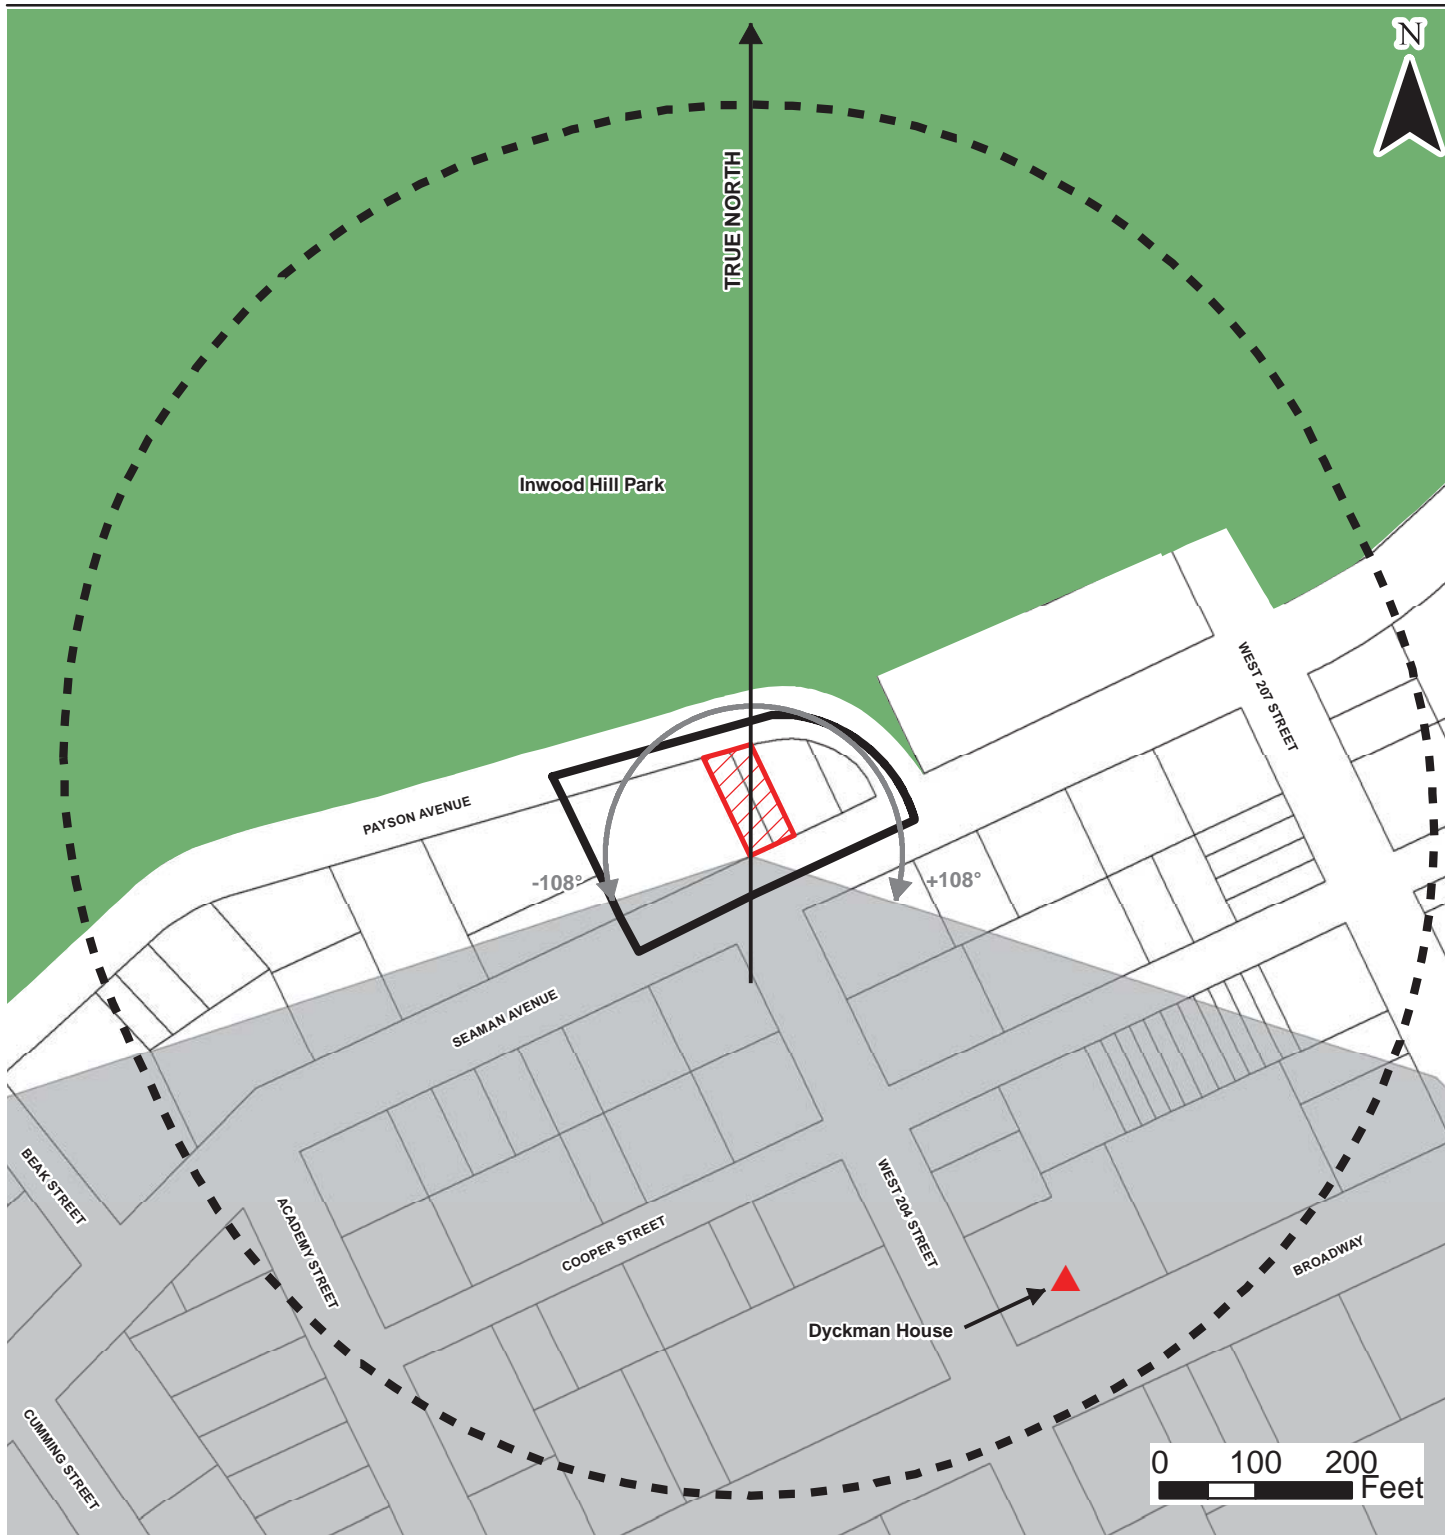 N
TRUE NORTH
Inwood Hill Park
WEST 207 STREET
PAYSON AVENUE
-108°
+108°
SEAMAN AVENUE
BEAK STREET
ACADEMY STREET
COOPER STREET
WEST 204 STREET
BROADWAY
Dyckman House
CUMMING STREET
0 100 200
Feet